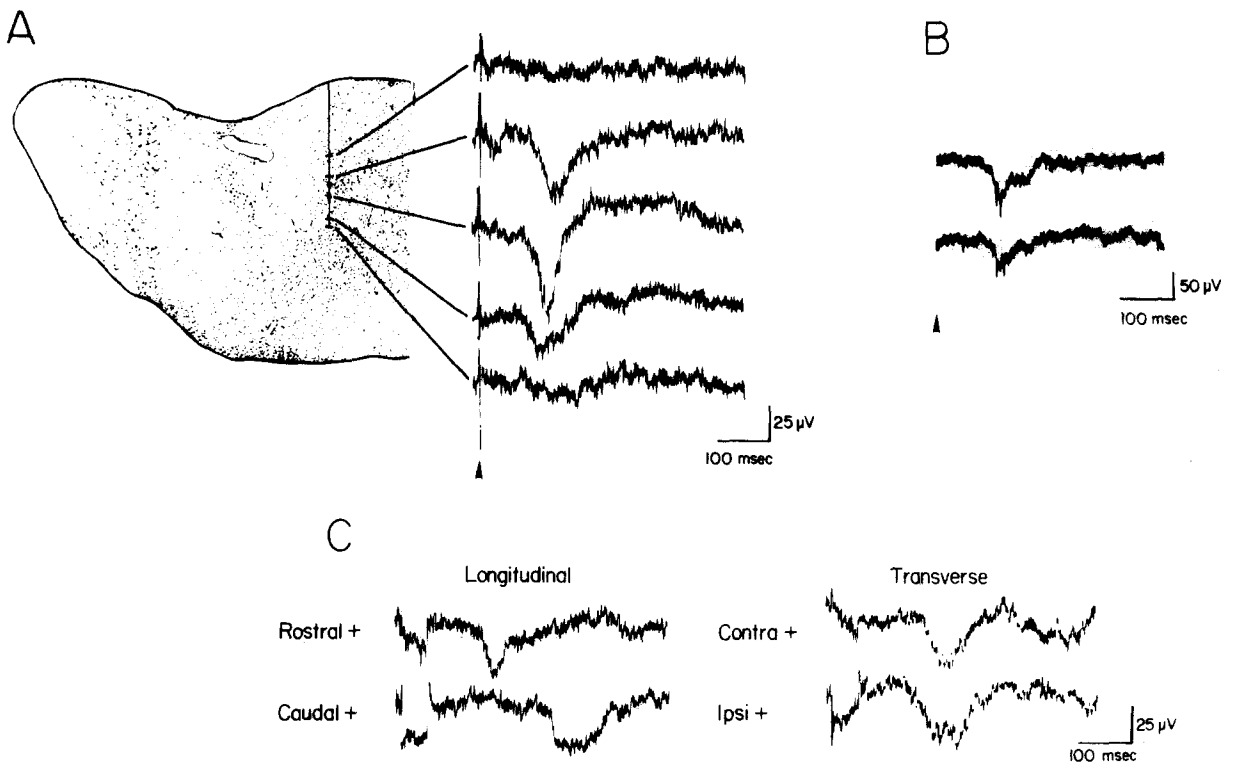 A
B
25 μV
100 msec
50 μV
100 msec
C
Longitudinal
Transverse
Rostral +
Contra +
Caudal +
Ipsi +
25 μV
100 msec